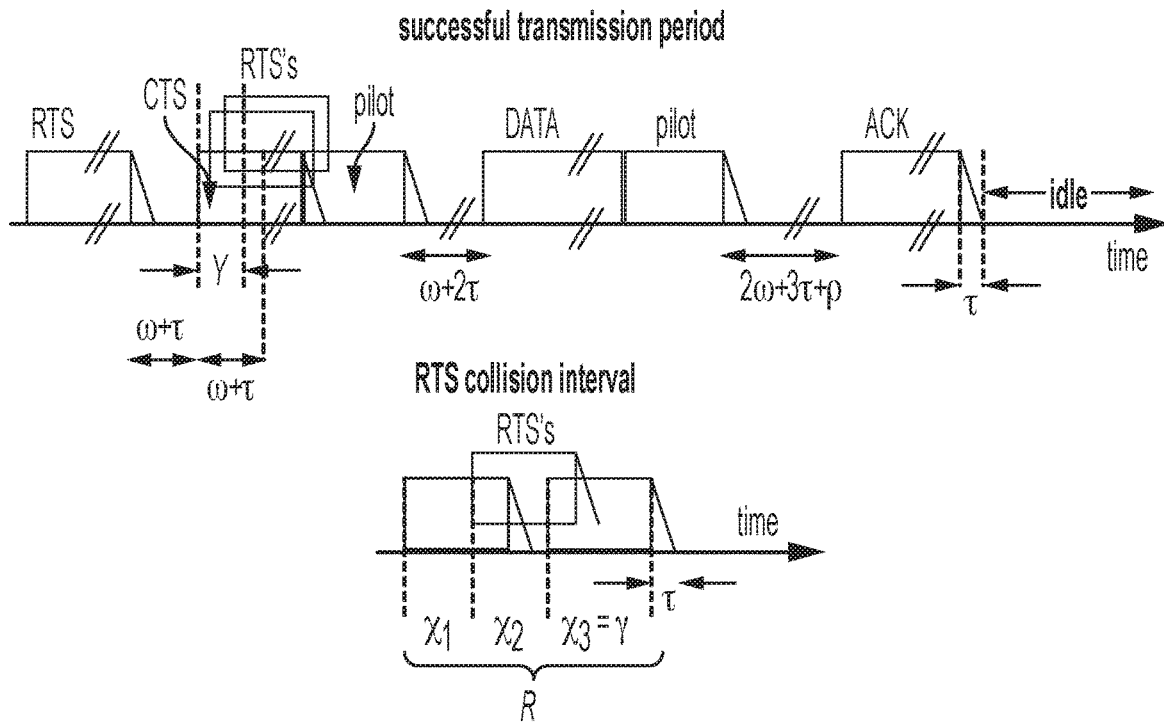 successful transmission period
RTS's
CTS
pilot
RTS
DATA
pilot
ACK
idle
time
Y
ω+2τ
2ω+3τ+ρ
τ
ω+τ
ω+τ
RTS collision interval
RTS's
time
τ
χ1 χ2 χ3 = γ
R